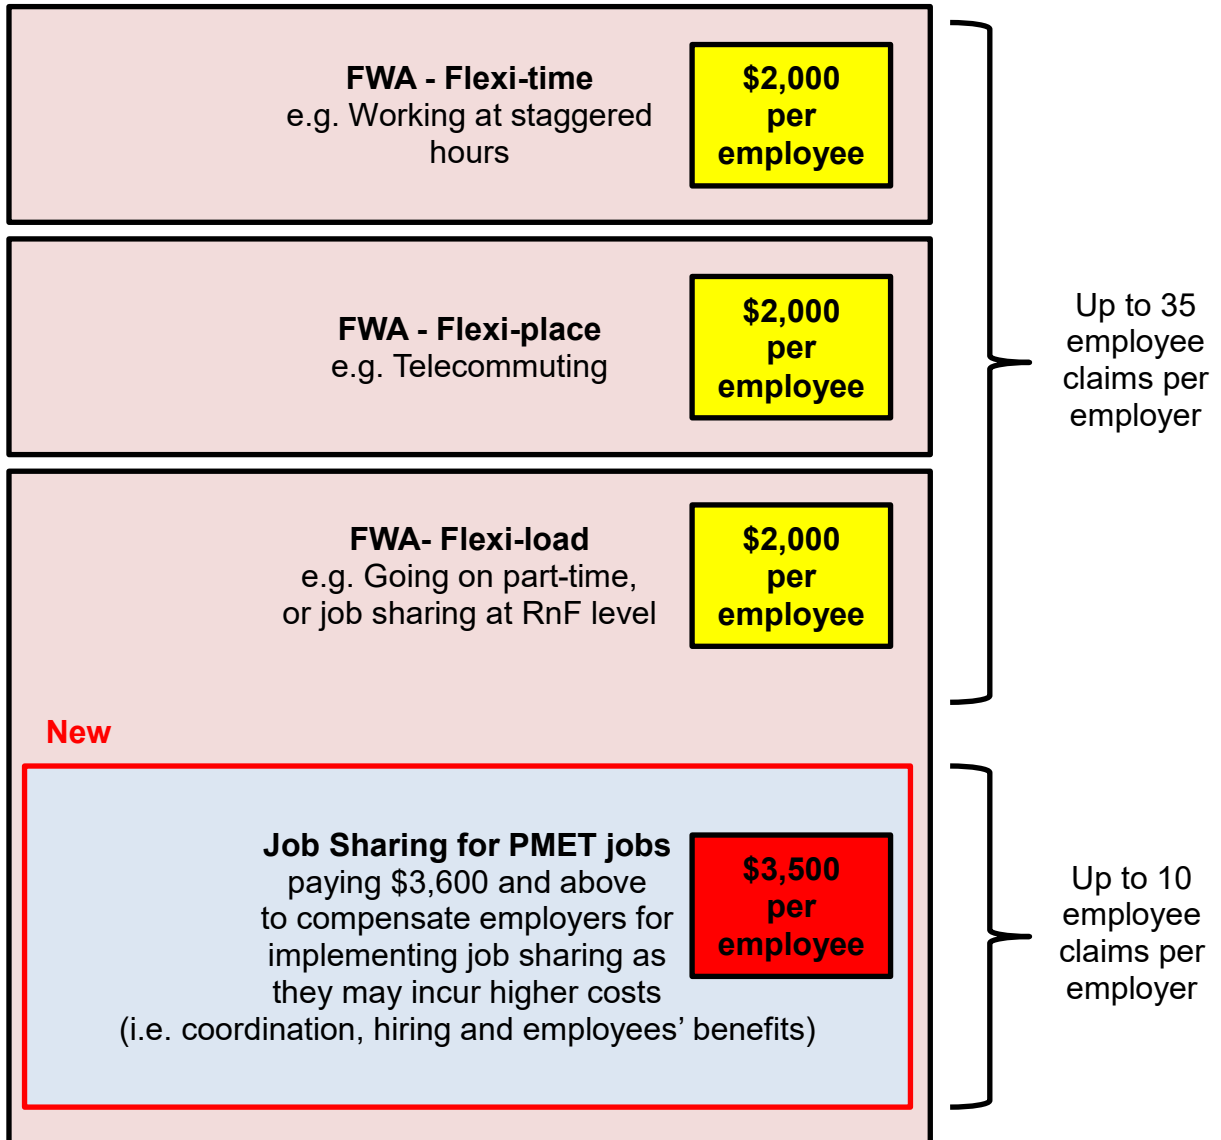 FWA - Flexi-time
e.g. Working at staggered
hours
$2,000
per
employee
FWA - Flexi-place
e.g. Telecommuting
$2,000
per
employee
Up to 35
employee
claims per
employer
FWA- Flexi-load
e.g. Going on part-time,
or job sharing at RnF level
$2,000
per
employee
New
Job Sharing for PMET jobs
paying $3,600 and above
to compensate employers for
implementing job sharing as
they may incur higher costs
(i.e. coordination, hiring and employees’ benefits)
$3,500
per
employee
Up to 10
employee
claims per
employer